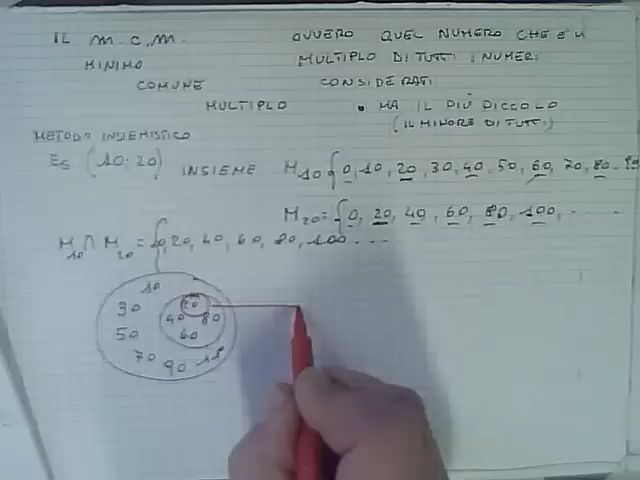 IL m.c.m.
MINIMO
COMUNE
MULTIPLO
OVVERO QUEL NUMERO CHE È
MULTIPLO DI TUTTI I NUMERI
CONSIDERATI
• MA IL PIÙ PICCOLO
(IL MINORE DI TUTTI)
METODO INSIEMISTICO
ES (10; 20) INSIEME M10 {0, 10, 20, 30, 40, 50, 60, 70, 80,
M20 = {0, 20, 40, 60, 80, 100, ....
M10 ∩ M20 = {0, 20, 40, 60, 80, 100 ...
10
30
20
40 80
50
60
70
90